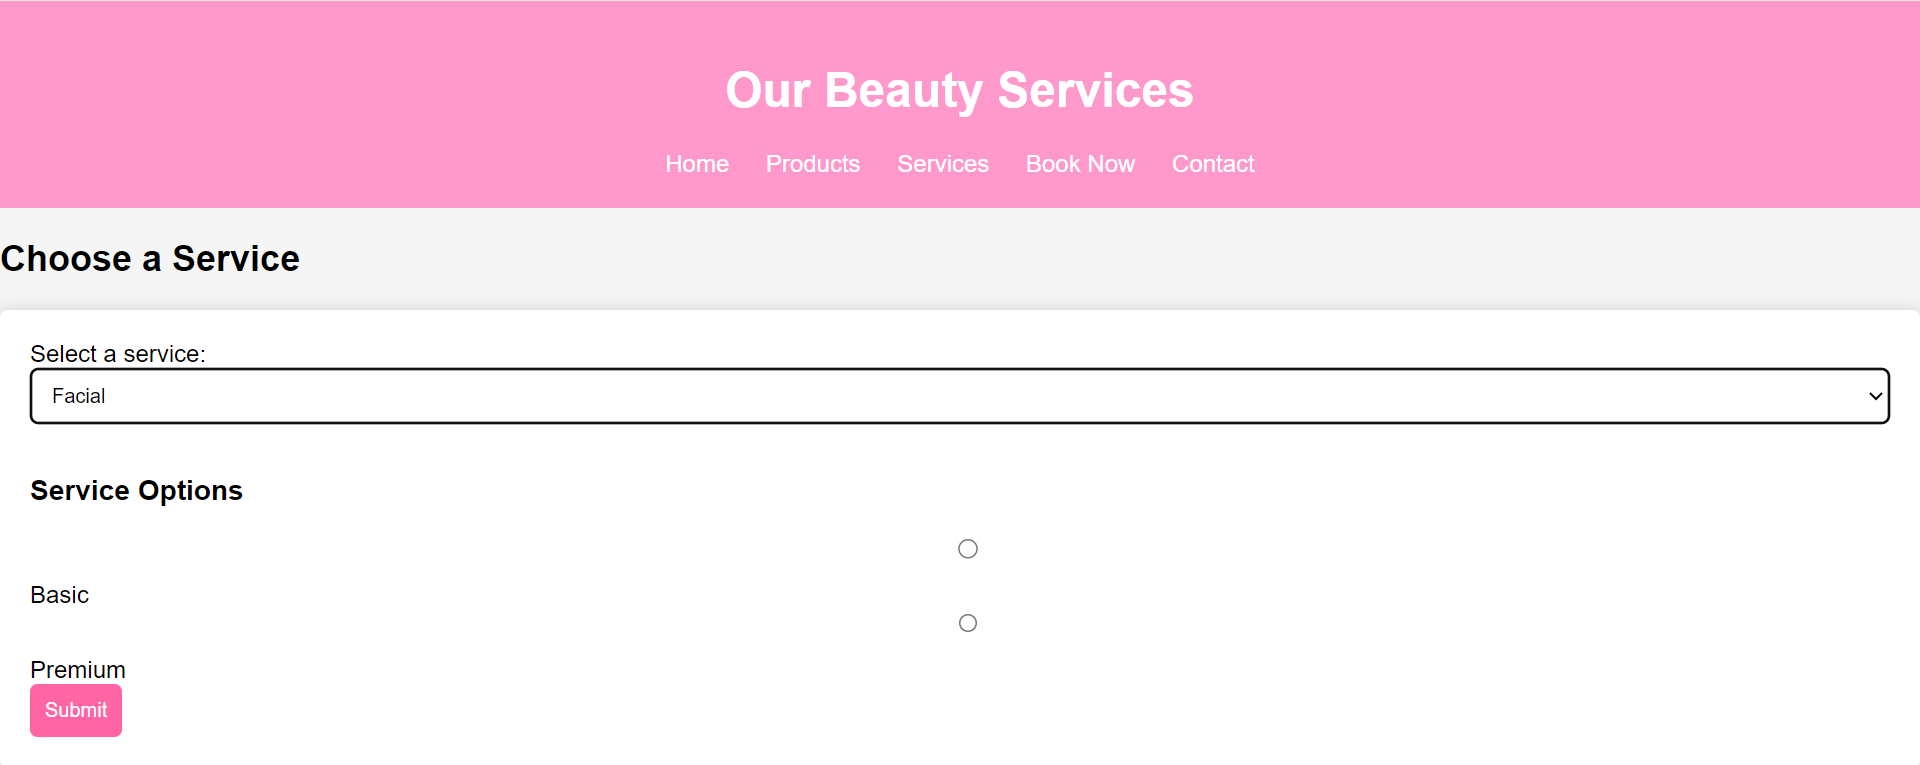 Our Beauty Services
Home Products Services Book Now Contact
Choose a Service
Select a service:
Facial
Service Options
Basic
Premium
Submit